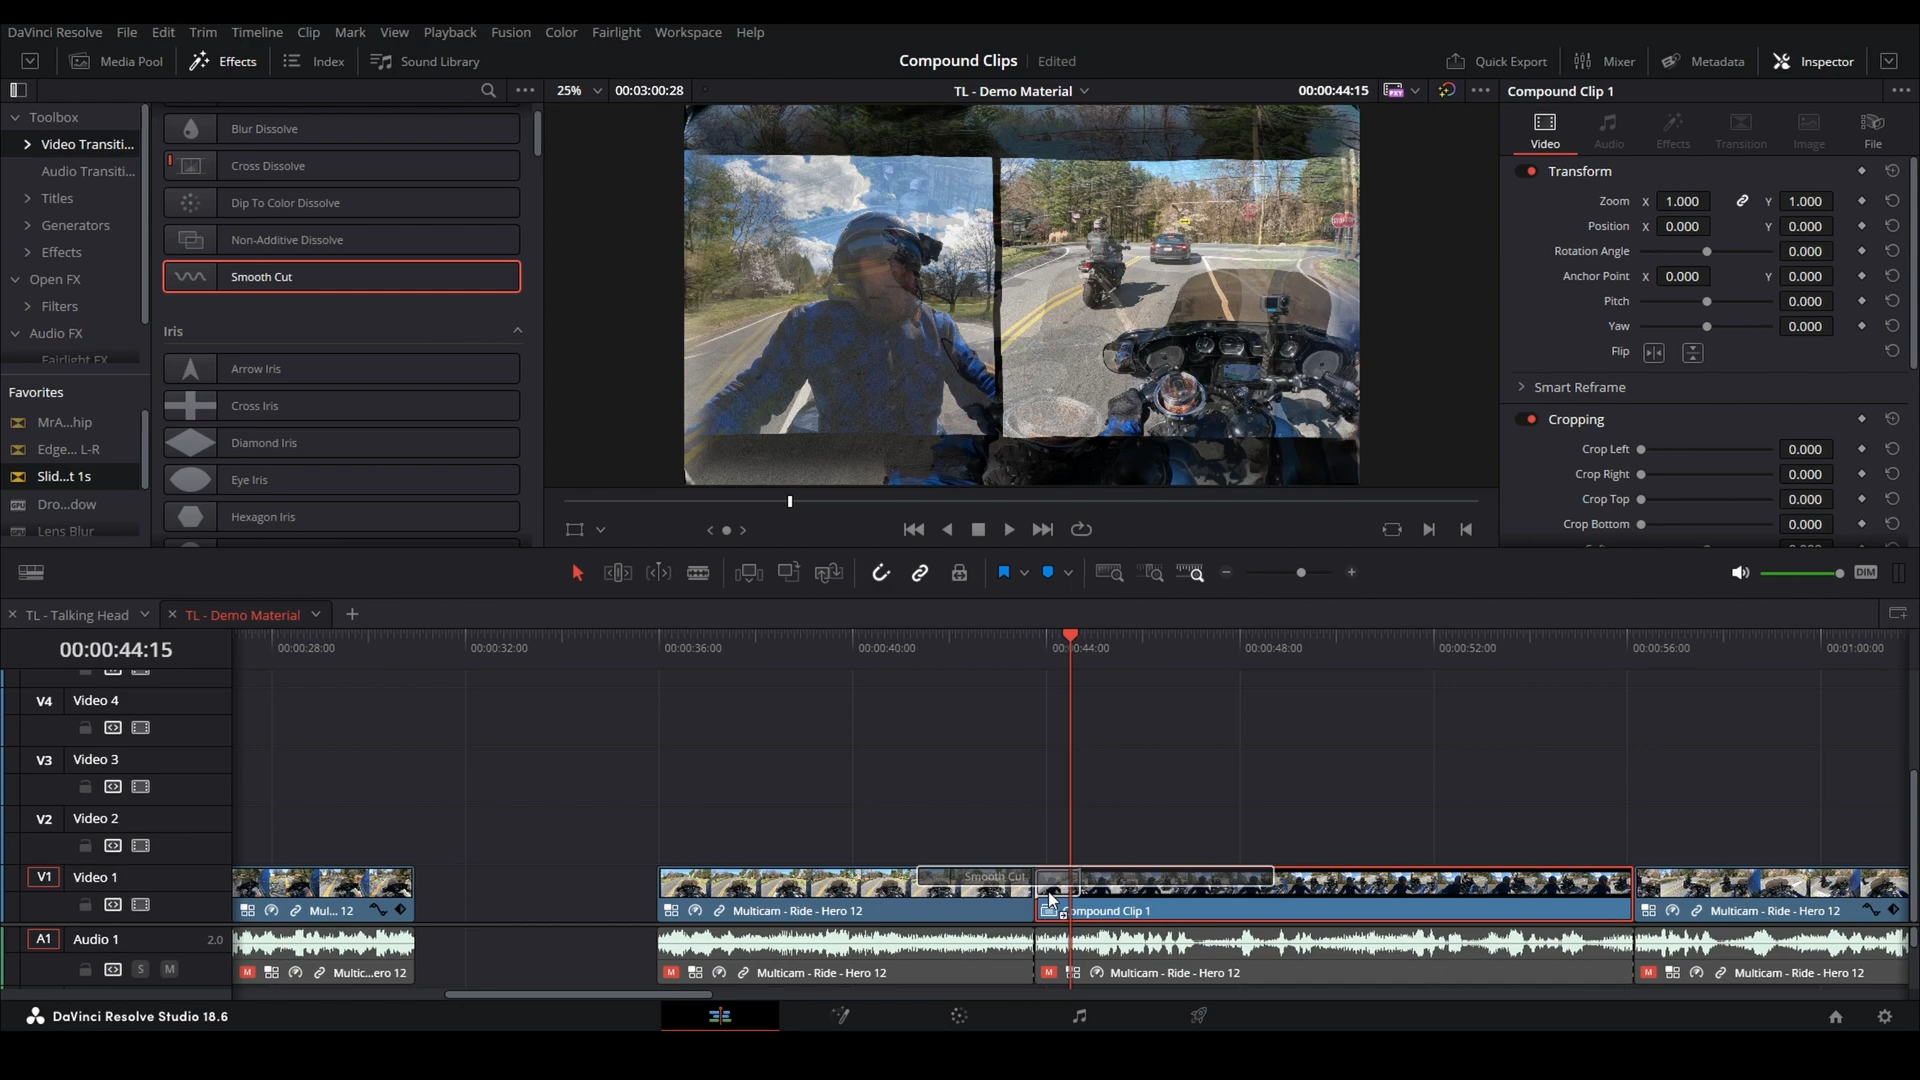 DaVinci Resolve File Edit Trim Timeline Clip Mark View Playback Fusion Color Fairlight Workspace Help
Media Pool Effects Index Sound Library Compound Clips Edited Quick Export Mixer Metadata Inspector
25% 00:03:00:28 TL - Demo Material 00:00:44:15 Compound Clip 1
Toolbox
Video Transiti...
Audio Transiti...
Titles
Generators
Effects
Open FX
Filters
Audio FX
Fairlight FX
Favorites
MrA...hip
Edge... L-R
Slid...t 1s
Dro...dow
Lens Blur
Blur Dissolve
Cross Dissolve
Dip To Color Dissolve
Non-Additive Dissolve
Smooth Cut
Iris
Arrow Iris
Cross Iris
Diamond Iris
Eye Iris
Hexagon Iris
Video Audio Effects Transition Image File
Transform
Zoom X 1.000 Y 1.000
Position X 0.000 Y 0.000
Rotation Angle 0.000
Anchor Point X 0.000 Y 0.000
Pitch 0.000
Yaw 0.000
Flip
Smart Reframe
Cropping
Crop Left 0.000
Crop Right 0.000
Crop Top 0.000
Crop Bottom 0.000
DIM
TL - Talking Head TL - Demo Material
00:00:44:15 00:00:28:00 00:00:32:00 00:00:36:00 00:00:40:00 00:00:44:00 00:00:48:00 00:00:52:00 00:00:56:00 00:01:00:00
V4 Video 4
V3 Video 3
V2 Video 2
V1 Video 1
Smooth Cut
Mul... 12 Multicam - Ride - Hero 12 Compound Clip 1 Multicam - Ride - Hero 12
A1 Audio 1 2.0
S M
Multic...ero 12 M Multicam - Ride - Hero 12 M Multicam - Ride - Hero 12 M Multicam - Ride - Hero 12
DaVinci Resolve Studio 18.6